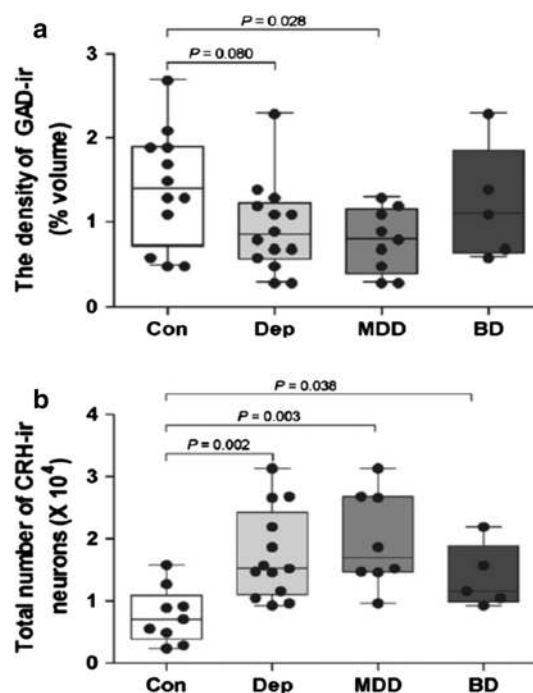 a
P = 0.028
P = 0.080
The density of GAD-ir
(% volume)
3
2
1
0
Con Dep MDD BD
b
P = 0.038
P = 0.003
P = 0.002
Total number of CRH-ir
neurons (X 10⁴)
4
3
2
1
0
Con Dep MDD BD